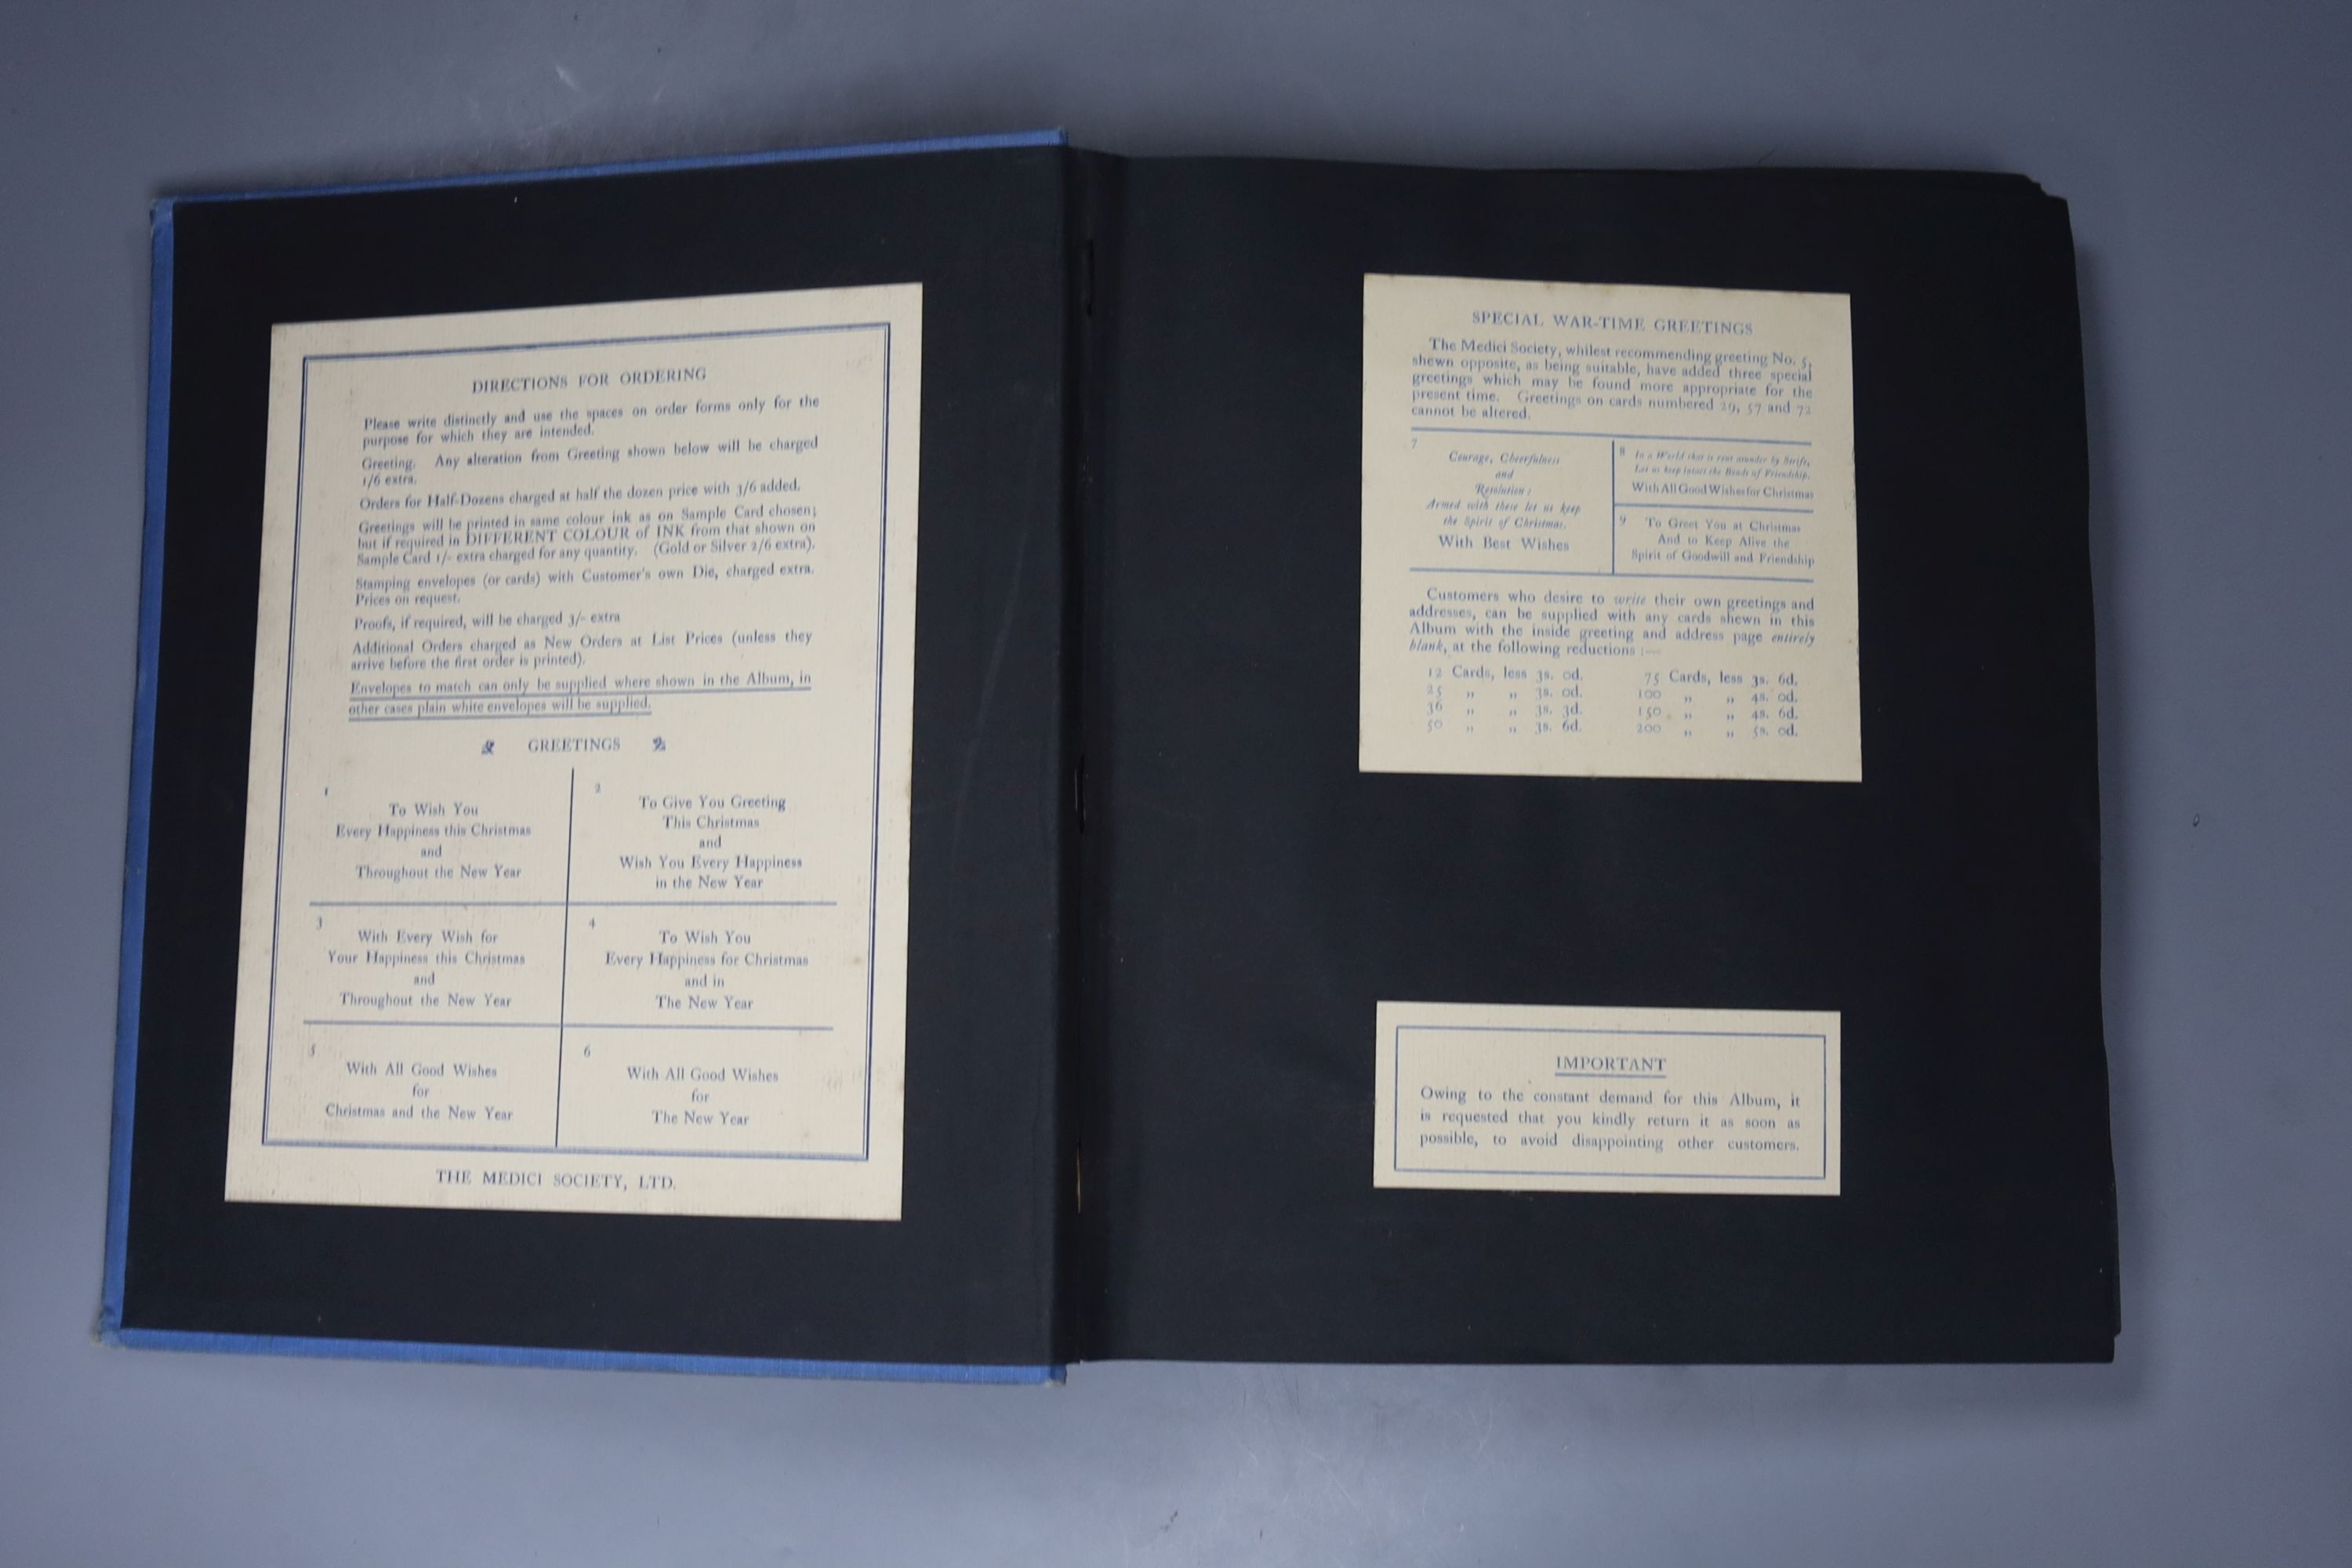 DIRECTIONS FOR ORDERING
Please write distinctly and use the spaces on order forms only for the
purpose for which they are intended.
Greeting. Any alteration from Greeting shown below will be charged
1/6 extra.
Orders for Half-Dozens charged at half the dozen price with 3/6 added.
Greetings will be printed in same colour ink as on Sample Card chosen;
but if required in DIFFERENT COLOUR of INK from that shown on
Sample Card 1/- extra charged for any quantity. (Gold or Silver 2/6 extra).
Stamping envelopes (or cards) with Customer's own Die, charged extra.
Prices on request.
Proofs, if required, will be charged 3/- extra
Additional Orders charged as New Orders at List Prices (unless they
arrive before the first order is printed).
Envelopes to match can only be supplied where shown in the Album, in
other cases plain white envelopes will be supplied.
GREETINGS
1
To Wish You
Every Happiness this Christmas
and
Throughout the New Year
2
To Give You Greeting
This Christmas
and
Wish You Every Happiness
in the New Year
3
With Every Wish for
Your Happiness this Christmas
and
Throughout the New Year
4
To Wish You
Every Happiness for Christmas
and in
The New Year
5
With All Good Wishes
for
Christmas and the New Year
6
With All Good Wishes
for
The New Year
THE MEDICI SOCIETY, LTD.
SPECIAL WAR-TIME GREETINGS
The Medici Society, whilest recommending greeting No. 5,
shewn opposite, as being suitable, have added three special
greetings which may be found more appropriate for the
present time. Greetings on cards numbered 29, 57 and 72
cannot be altered.
7
Courage, Cheerfulness
and
Resolution:
Armed with these let us keep
the Spirit of Christmas.
With Best Wishes
8
In a World that is rent asunder by Strife,
Let us keep intact the Bonds of Friendship.
With All Good Wishes for Christmas
9
To Greet You at Christmas
And to Keep Alive the
Spirit of Goodwill and Friendship
Customers who desire to write their own greetings and
addresses, can be supplied with any cards shewn in this
Album with the inside greeting and address page entirely
blank, at the following reductions :—
12 Cards, less 3s. 0d. 75 Cards, less 3s. 6d.
25 " " 3s. 0d. 100 " " 4s. 0d.
36 " " 3s. 3d. 150 " " 4s. 6d.
50 " " 3s. 6d. 200 " " 5s. 0d.
IMPORTANT
Owing to the constant demand for this Album, it
is requested that you kindly return it as soon as
possible, to avoid disappointing other customers.